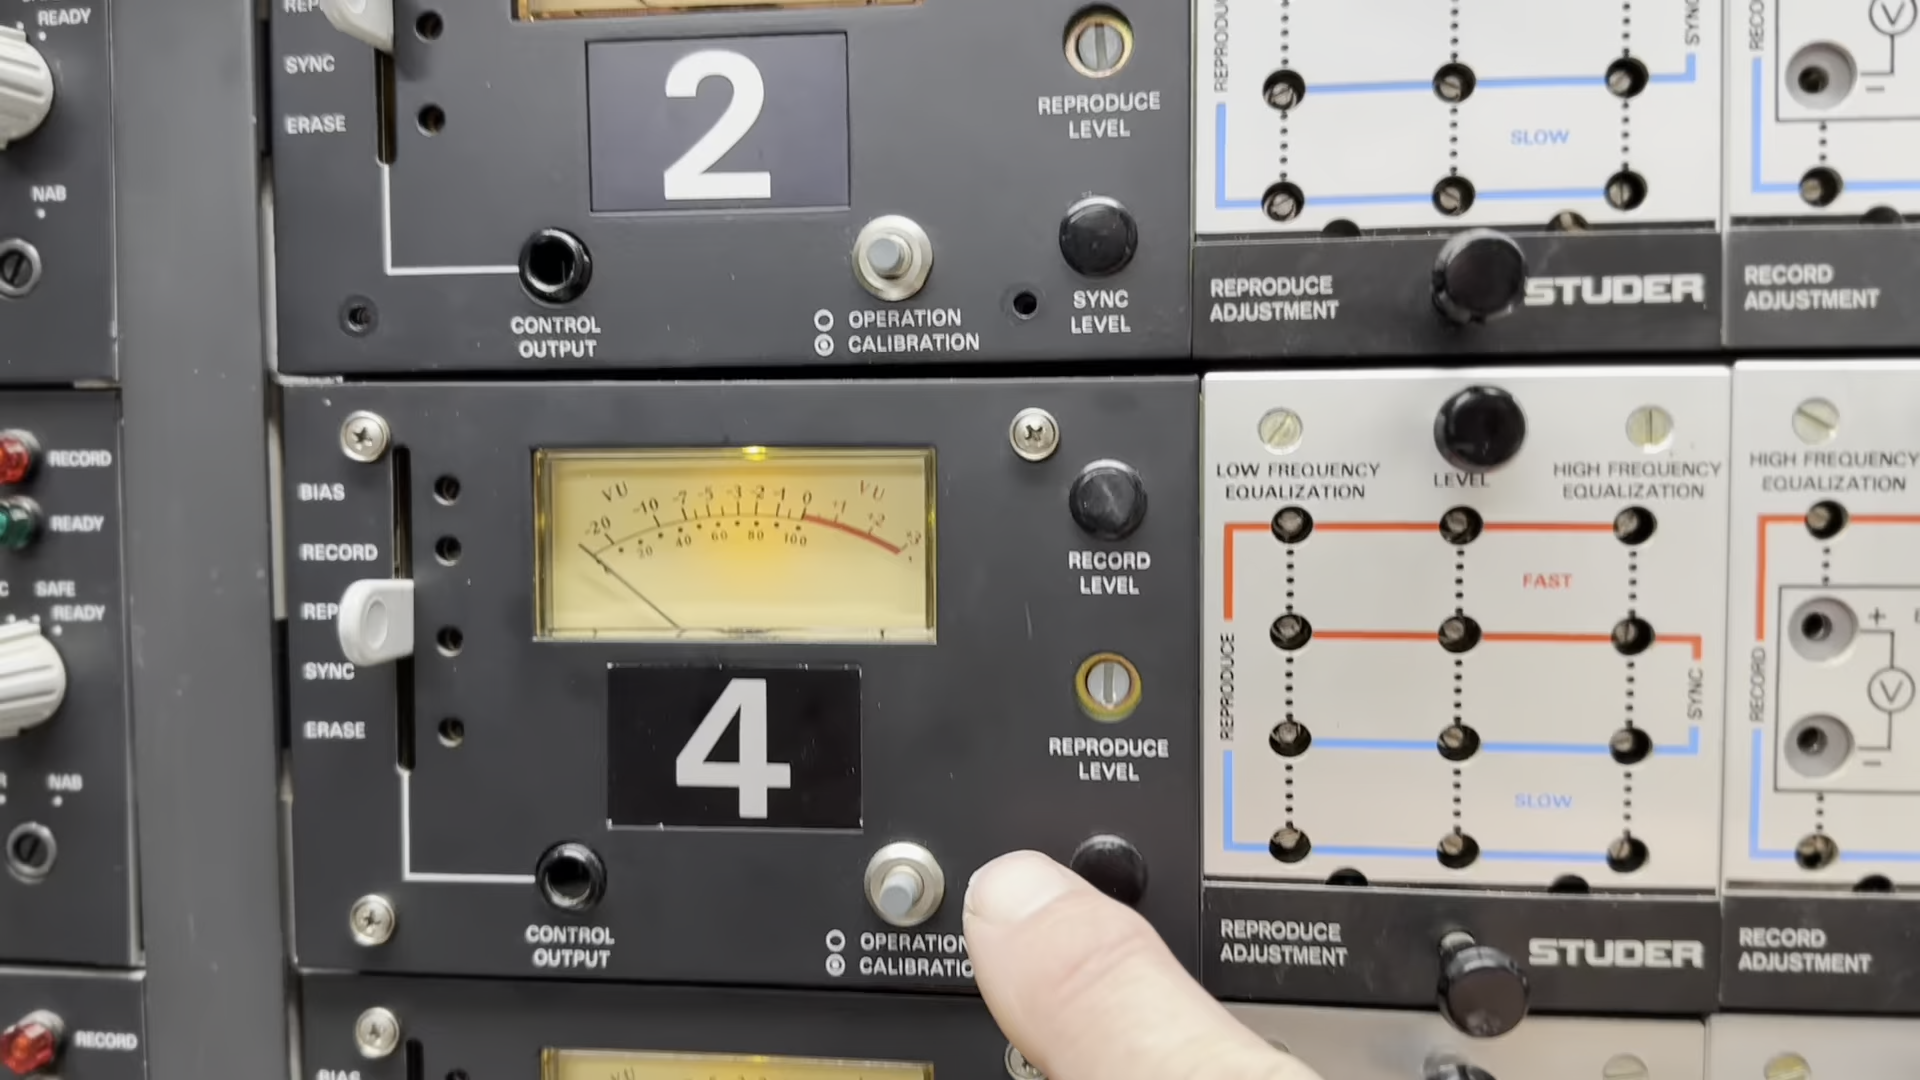 READY
SYNC
ERASE
NAB
2
REPRODUCE
LEVEL
CONTROL
OUTPUT
OPERATION
CALIBRATION
SYNC
LEVEL
SYNC
SLOW
REPRODUCE
ADJUSTMENT
STUDER
RECORD
ADJUSTMENT
RECORD
READY
SAFE
READY
NAB
RECORD
BIAS
RECORD
SYNC
ERASE
VU
VU
-20 -10 -7 -5 -3 -2 -1 0 +1 +2 +3
20 40 60 80 100
4
RECORD
LEVEL
REPRODUCE
LEVEL
CONTROL
OUTPUT
OPERATION
LOW FREQUENCY
EQUALIZATION
LEVEL
HIGH FREQUENCY
EQUALIZATION
FAST
REPRODUCE
SYNC
SLOW
REPRODUCE
ADJUSTMENT
STUDER
HIGH FREQUENCY
EQUALIZATION
RECORD
+
V
-
RECORD
ADJUSTMENT